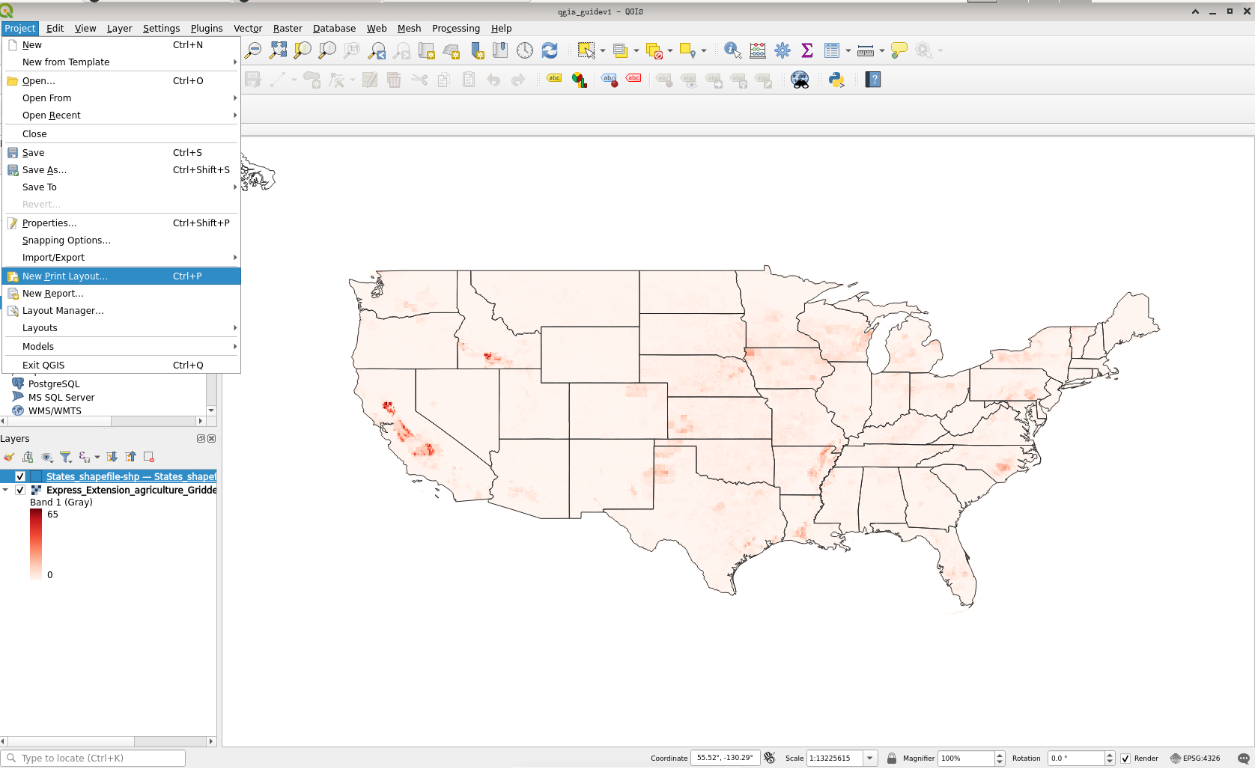 qgis_guidev1 - QGIS
Project Edit View Layer Settings Plugins Vector Raster Database Web Mesh Processing Help
New Ctrl+N
New from Template
Open... Ctrl+O
Open From
Open Recent
Close
Save Ctrl+S
Save As... Ctrl+Shift+S
Save To
Revert...
Properties... Ctrl+Shift+P
Snapping Options...
Import/Export
New Print Layout... Ctrl+P
New Report...
Layout Manager...
Layouts
Models
Exit QGIS Ctrl+Q
PostgreSQL
MS SQL Server
WMS/WMTS
Layers
States_shapefile-shp — States_shapef
Express_Extension_agriculture_Gridde
Band 1 (Gray)
65
0
Type to locate (Ctrl+K)
Coordinate 55.52°, -130.29° Scale 1:13225615 Magnifier 100% Rotation 0.0 ° Render EPSG:4326